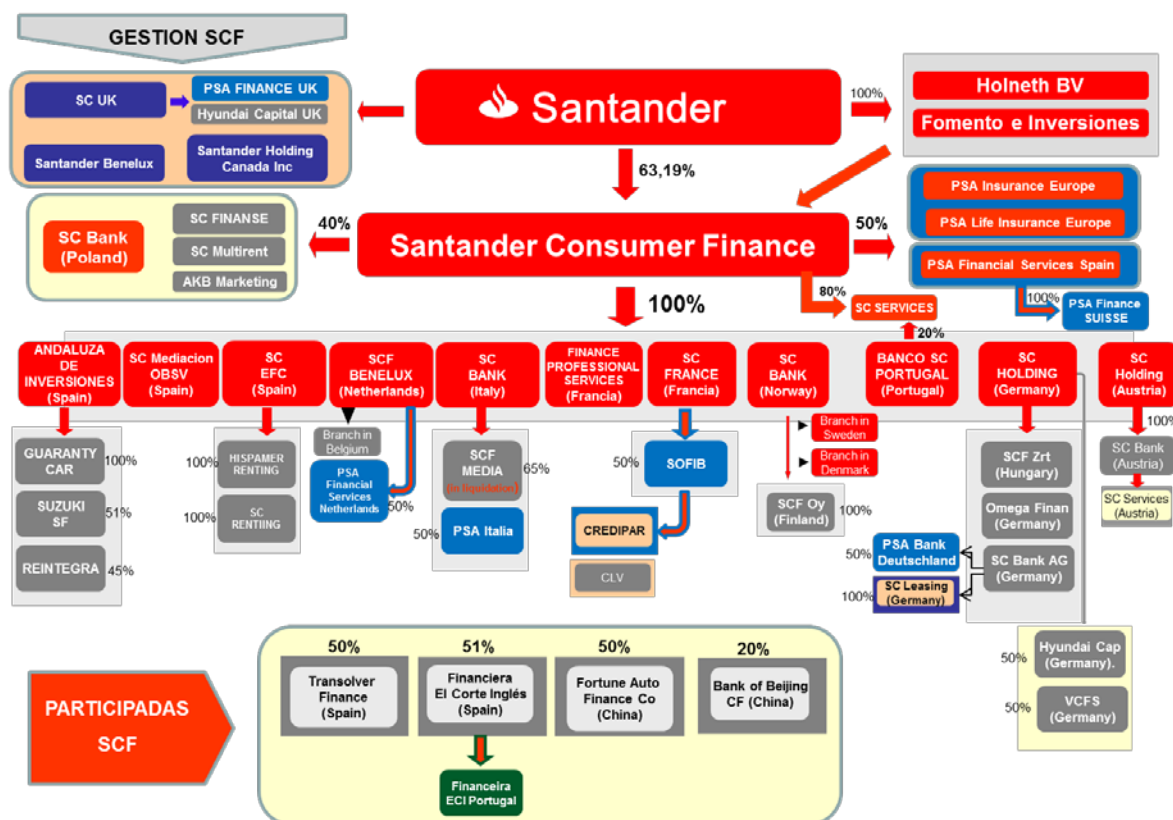 GESTION SCF
SC UK
PSA FINANCE UK
Hyundai Capital UK
Santander Benelux
Santander Holding
Canada Inc
Santander
100%
Holneth BV
Fomento e Inversiones
63,19%
SC Bank
(Poland)
SC FINANSE
SC Multirent
AKB Marketing
40%
Santander Consumer Finance
50%
PSA Insurance Europe
PSA Life Insurance Europe
PSA Financial Services Spain
100%
80%
SC SERVICES
100%
PSA Finance
SUISSE
20%
ANDALUZA
DE
INVERSIONES
(Spain)
SC Mediacion
OBSV
(Spain)
SC
EFC
(Spain)
SCF
BENELUX
(Netherlands)
SC
BANK
(Italy)
FINANCE
PROFESSIONAL
SERVICES
(Francia)
SC
FRANCE
(Francia)
SC
BANK
(Norway)
BANCO SC
PORTUGAL
(Portugal)
SC
HOLDING
(Germany)
SC
Holding
(Austria)
GUARANTY
CAR
100%
SUZUKI
SF
51%
REINTEGRA
45%
100%
HISPAMER
RENTING
100%
SC
RENTIING
Branch in
Belgium
PSA
Financial
Services
Netherlands
50%
SCF
MEDIA
(in liquidation)
65%
50%
PSA Italia
50%
SOFIB
CREDIPAR
CLV
Branch in
Sweden
Branch in
Denmark
SCF Oy
(Finland)
100%
SCF Zrt
(Hungary)
Omega Finan
(Germany)
SC Bank AG
(Germany)
50%
PSA Bank
Deutschland
100%
SC Leasing
(Germany)
100%
SC Bank
(Austria)
SC Services
(Austria)
50%
Hyundai Cap
(Germany).
50%
VCFS
(Germany)
PARTICIPADAS
SCF
50%
Transolver
Finance
(Spain)
51%
Financiera
El Corte Inglés
(Spain)
50%
Fortune Auto
Finance Co
(China)
20%
Bank of Beijing
CF (China)
Financeira
ECI Portugal